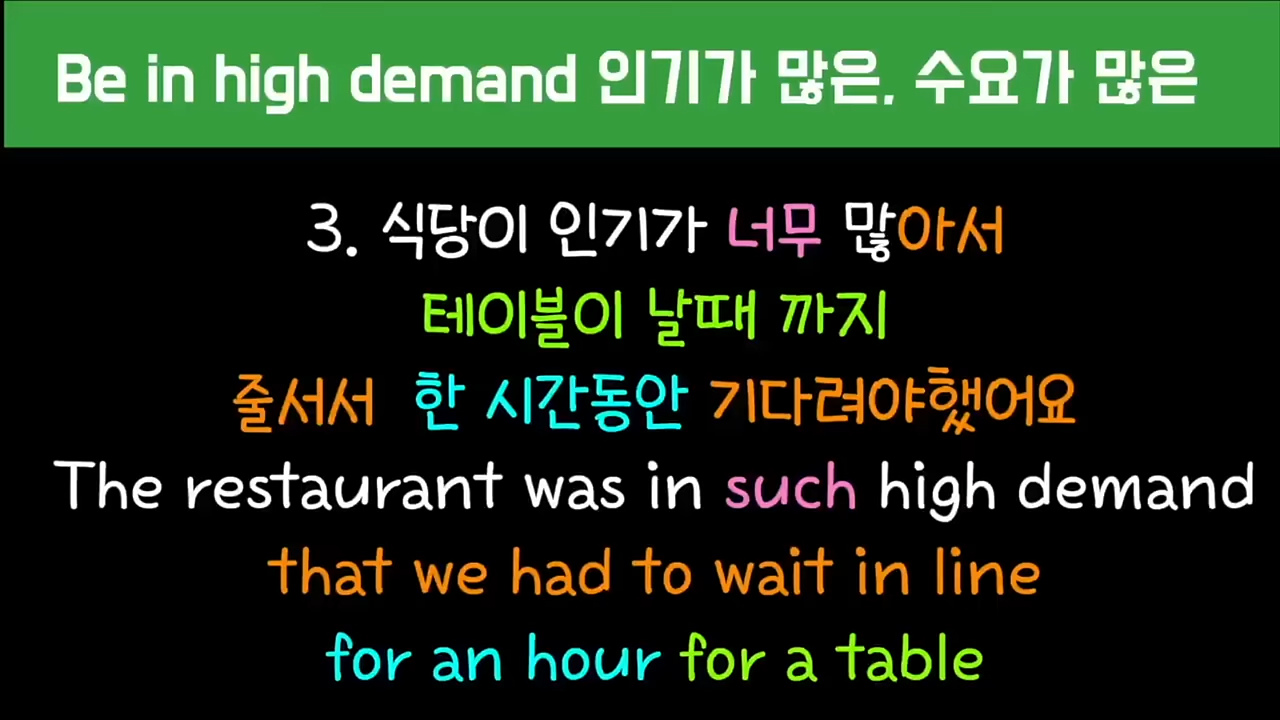 Be in high demand 인기가 많은, 수요가 많은
3. 식당이 인기가 너무 많아서
테이블이 날때 까지
줄서서 한 시간동안 기다려야했어요
The restaurant was in such high demand
that we had to wait in line
for an hour for a table